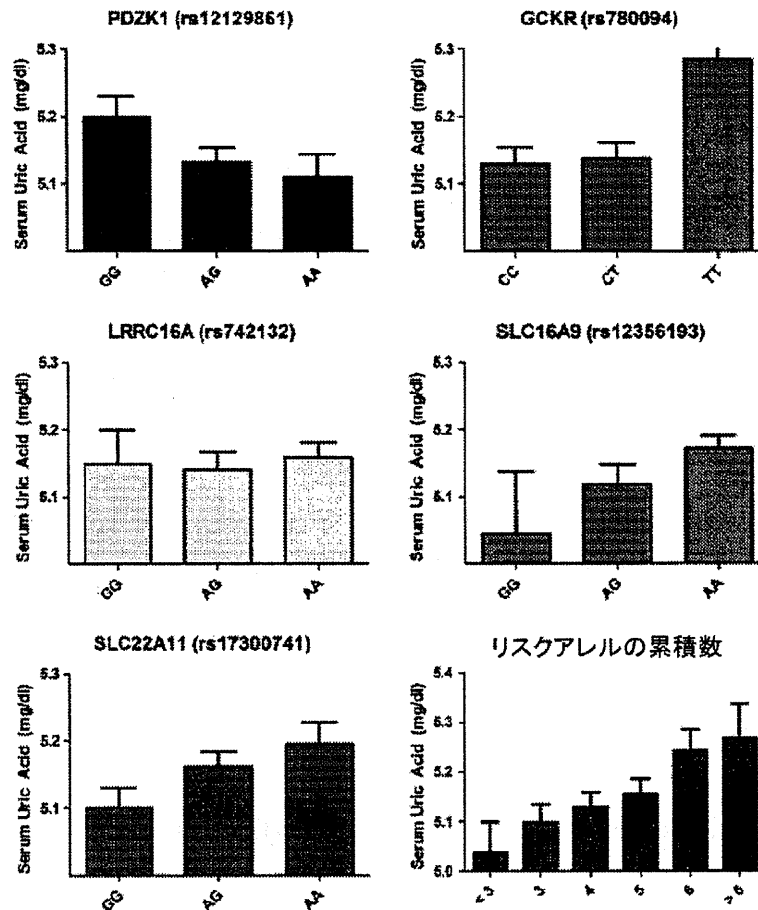 PDZK1 (rs12129861)
Serum Uric Acid (mg/dl)
5.3
5.2
5.1
GG
AG
AA
GCKR (rs780094)
Serum Uric Acid (mg/dl)
5.3
5.2
5.1
CC
CT
TT
LRRC16A (rs742132)
Serum Uric Acid (mg/dl)
5.3
5.2
5.1
GG
AG
AA
SLC16A9 (rs12356193)
Serum Uric Acid (mg/dl)
5.3
5.2
5.1
GG
AG
AA
SLC22A11 (rs17300741)
Serum Uric Acid (mg/dl)
5.3
5.2
5.1
GG
AG
AA
リスクアレルの累積数
Serum Uric Acid (mg/dl)
5.4
5.3
5.2
5.1
5.0
< 3
3
4
5
6
> 6